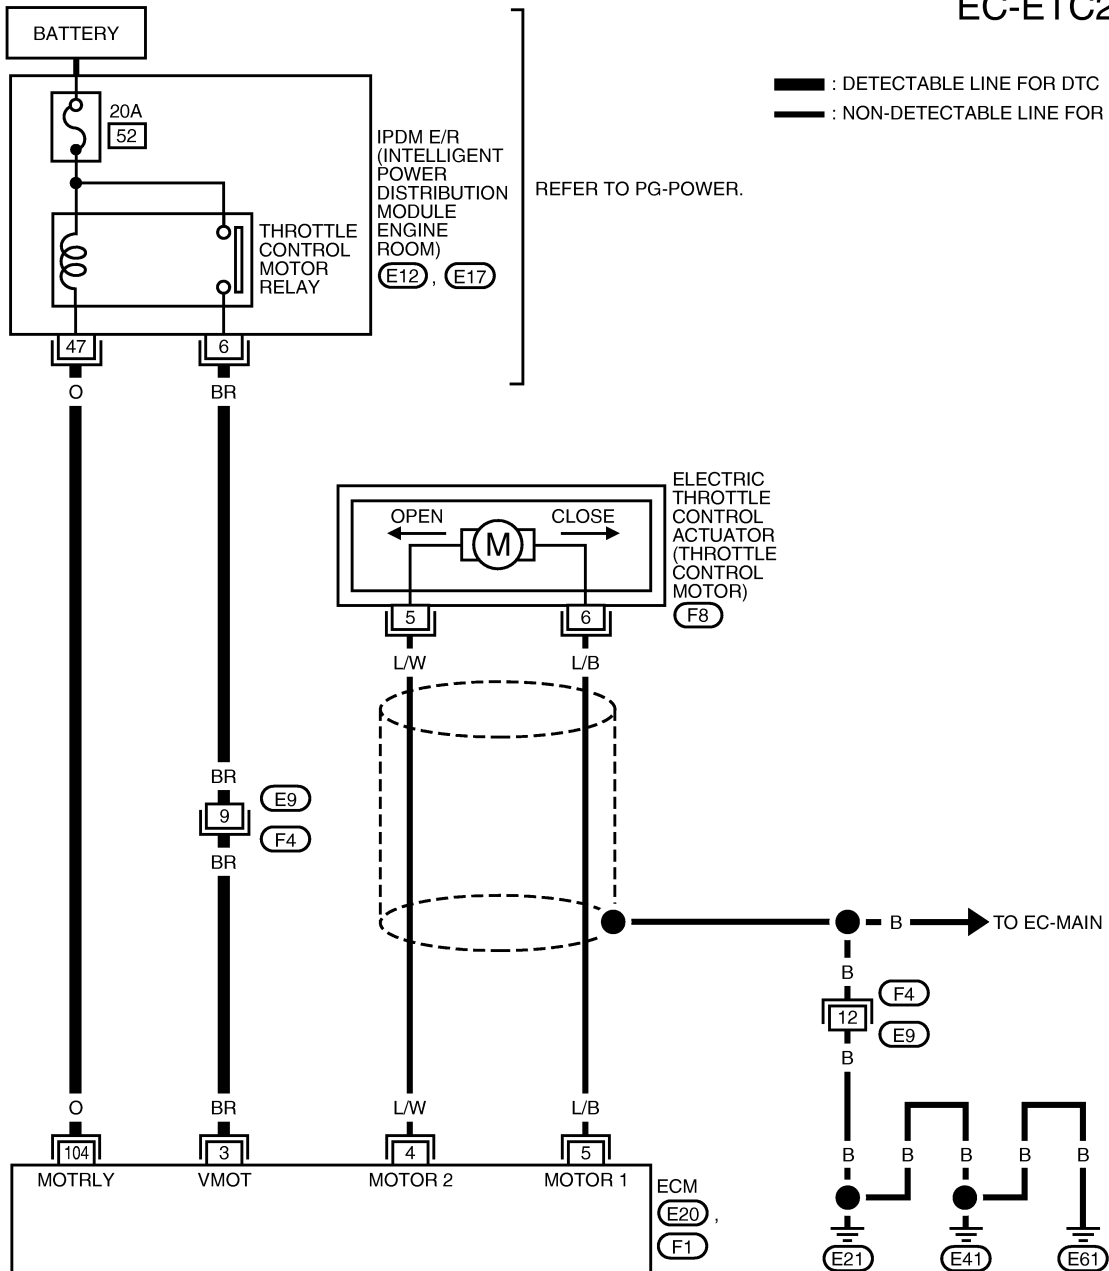 EC-ETC2
BATTERY
: DETECTABLE LINE FOR DTC
: NON-DETECTABLE LINE FOR
20A
52
IPDM E/R
(INTELLIGENT
POWER
DISTRIBUTION
MODULE
ENGINE
ROOM)
E12 , E17
REFER TO PG-POWER.
THROTTLE
CONTROL
MOTOR
RELAY
47
6
O
BR
ELECTRIC
THROTTLE
CONTROL
ACTUATOR
(THROTTLE
CONTROL
MOTOR)
F8
OPEN
CLOSE
M
5
6
L/W
L/B
BR
E9
9
F4
BR
B
TO EC-MAIN
B
F4
12
E9
B
O
BR
L/W
L/B
104
3
4
5
B
B
B
B
B
MOTRLY
VMOT
MOTOR 2
MOTOR 1
ECM
E20 ,
F1
E21
E41
E61